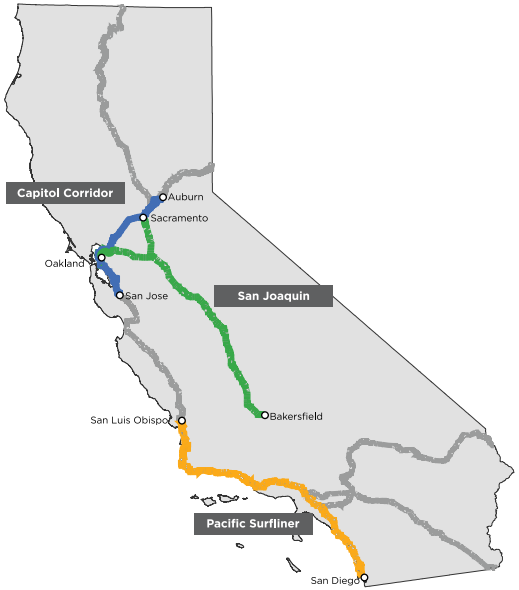 Capitol Corridor
Auburn
Sacramento
Oakland
San Jose
San Joaquin
San Luis Obispo
Bakersfield
Pacific Surfliner
San Diego